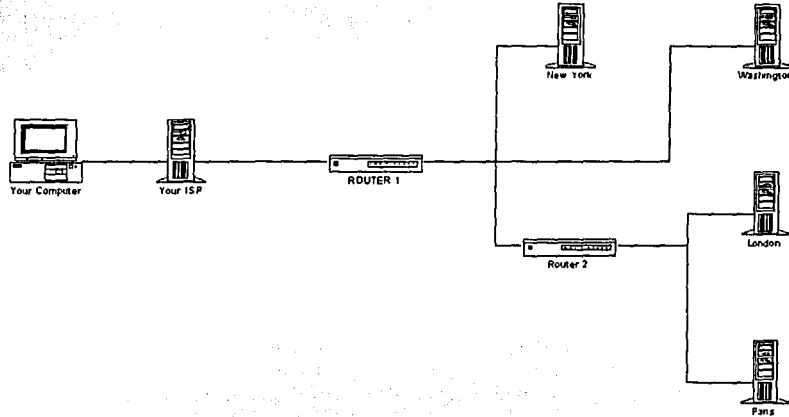 New York
Washington
Your Computer
Your ISP
ROUTER 1
London
Router 2
Paris